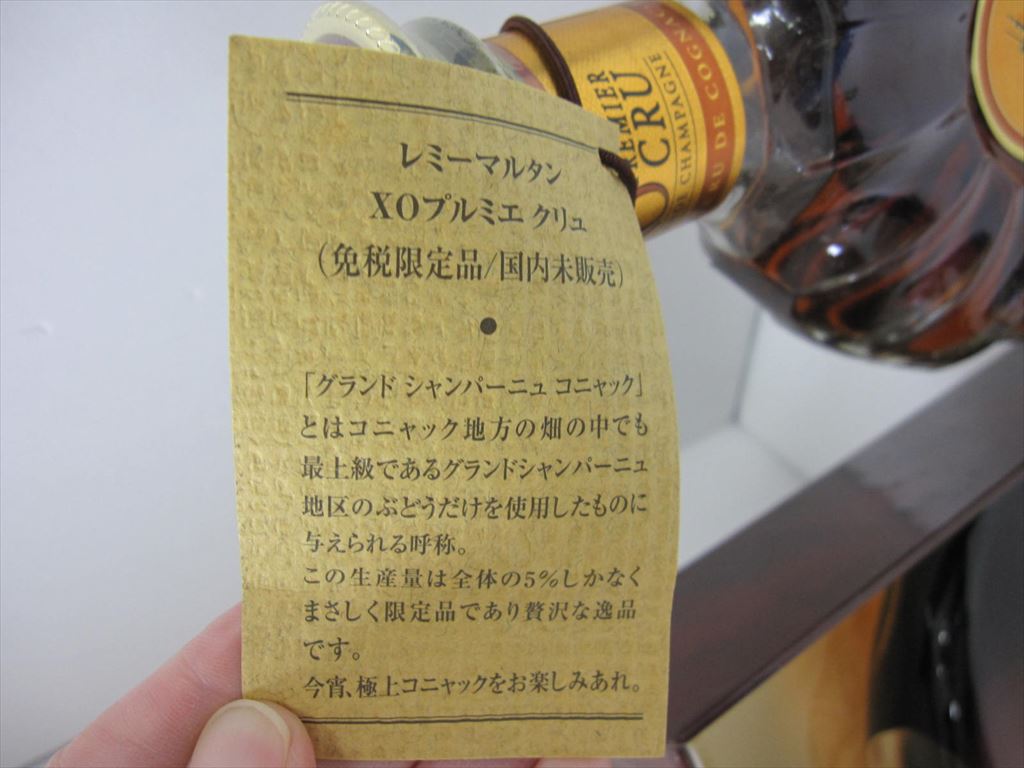 レミーマルタン
XOプルミエ クリュ
(免税限定品/国内未販売)
「グランド シャンパーニュ コニャック」
とはコニャック地方の畑の中でも
最上級であるグランドシャンパーニュ
地区のぶどうだけを使用したものに
与えられる呼称。
この生産量は全体の5%しかなく
まさしく限定品であり贅沢な逸品
です。
今宵、極上コニャックをお楽しみあれ。
CRU
CHAMPAGNE
DE COGNAC